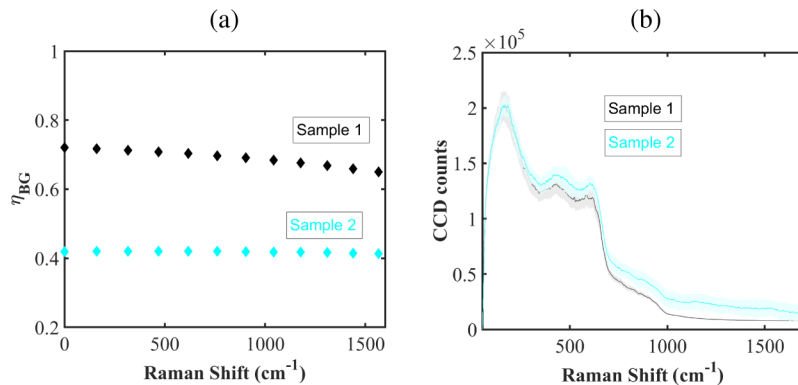 (a)
1
0.8
0.6
0.4
0.2
η_BG
Sample 1
Sample 2
0 500 1000 1500
Raman Shift (cm⁻¹)
(b)
×10⁵
2.5
2
1.5
1
0.5
0
CCD counts
Sample 1
Sample 2
500 1000 1500
Raman Shift (cm⁻¹)